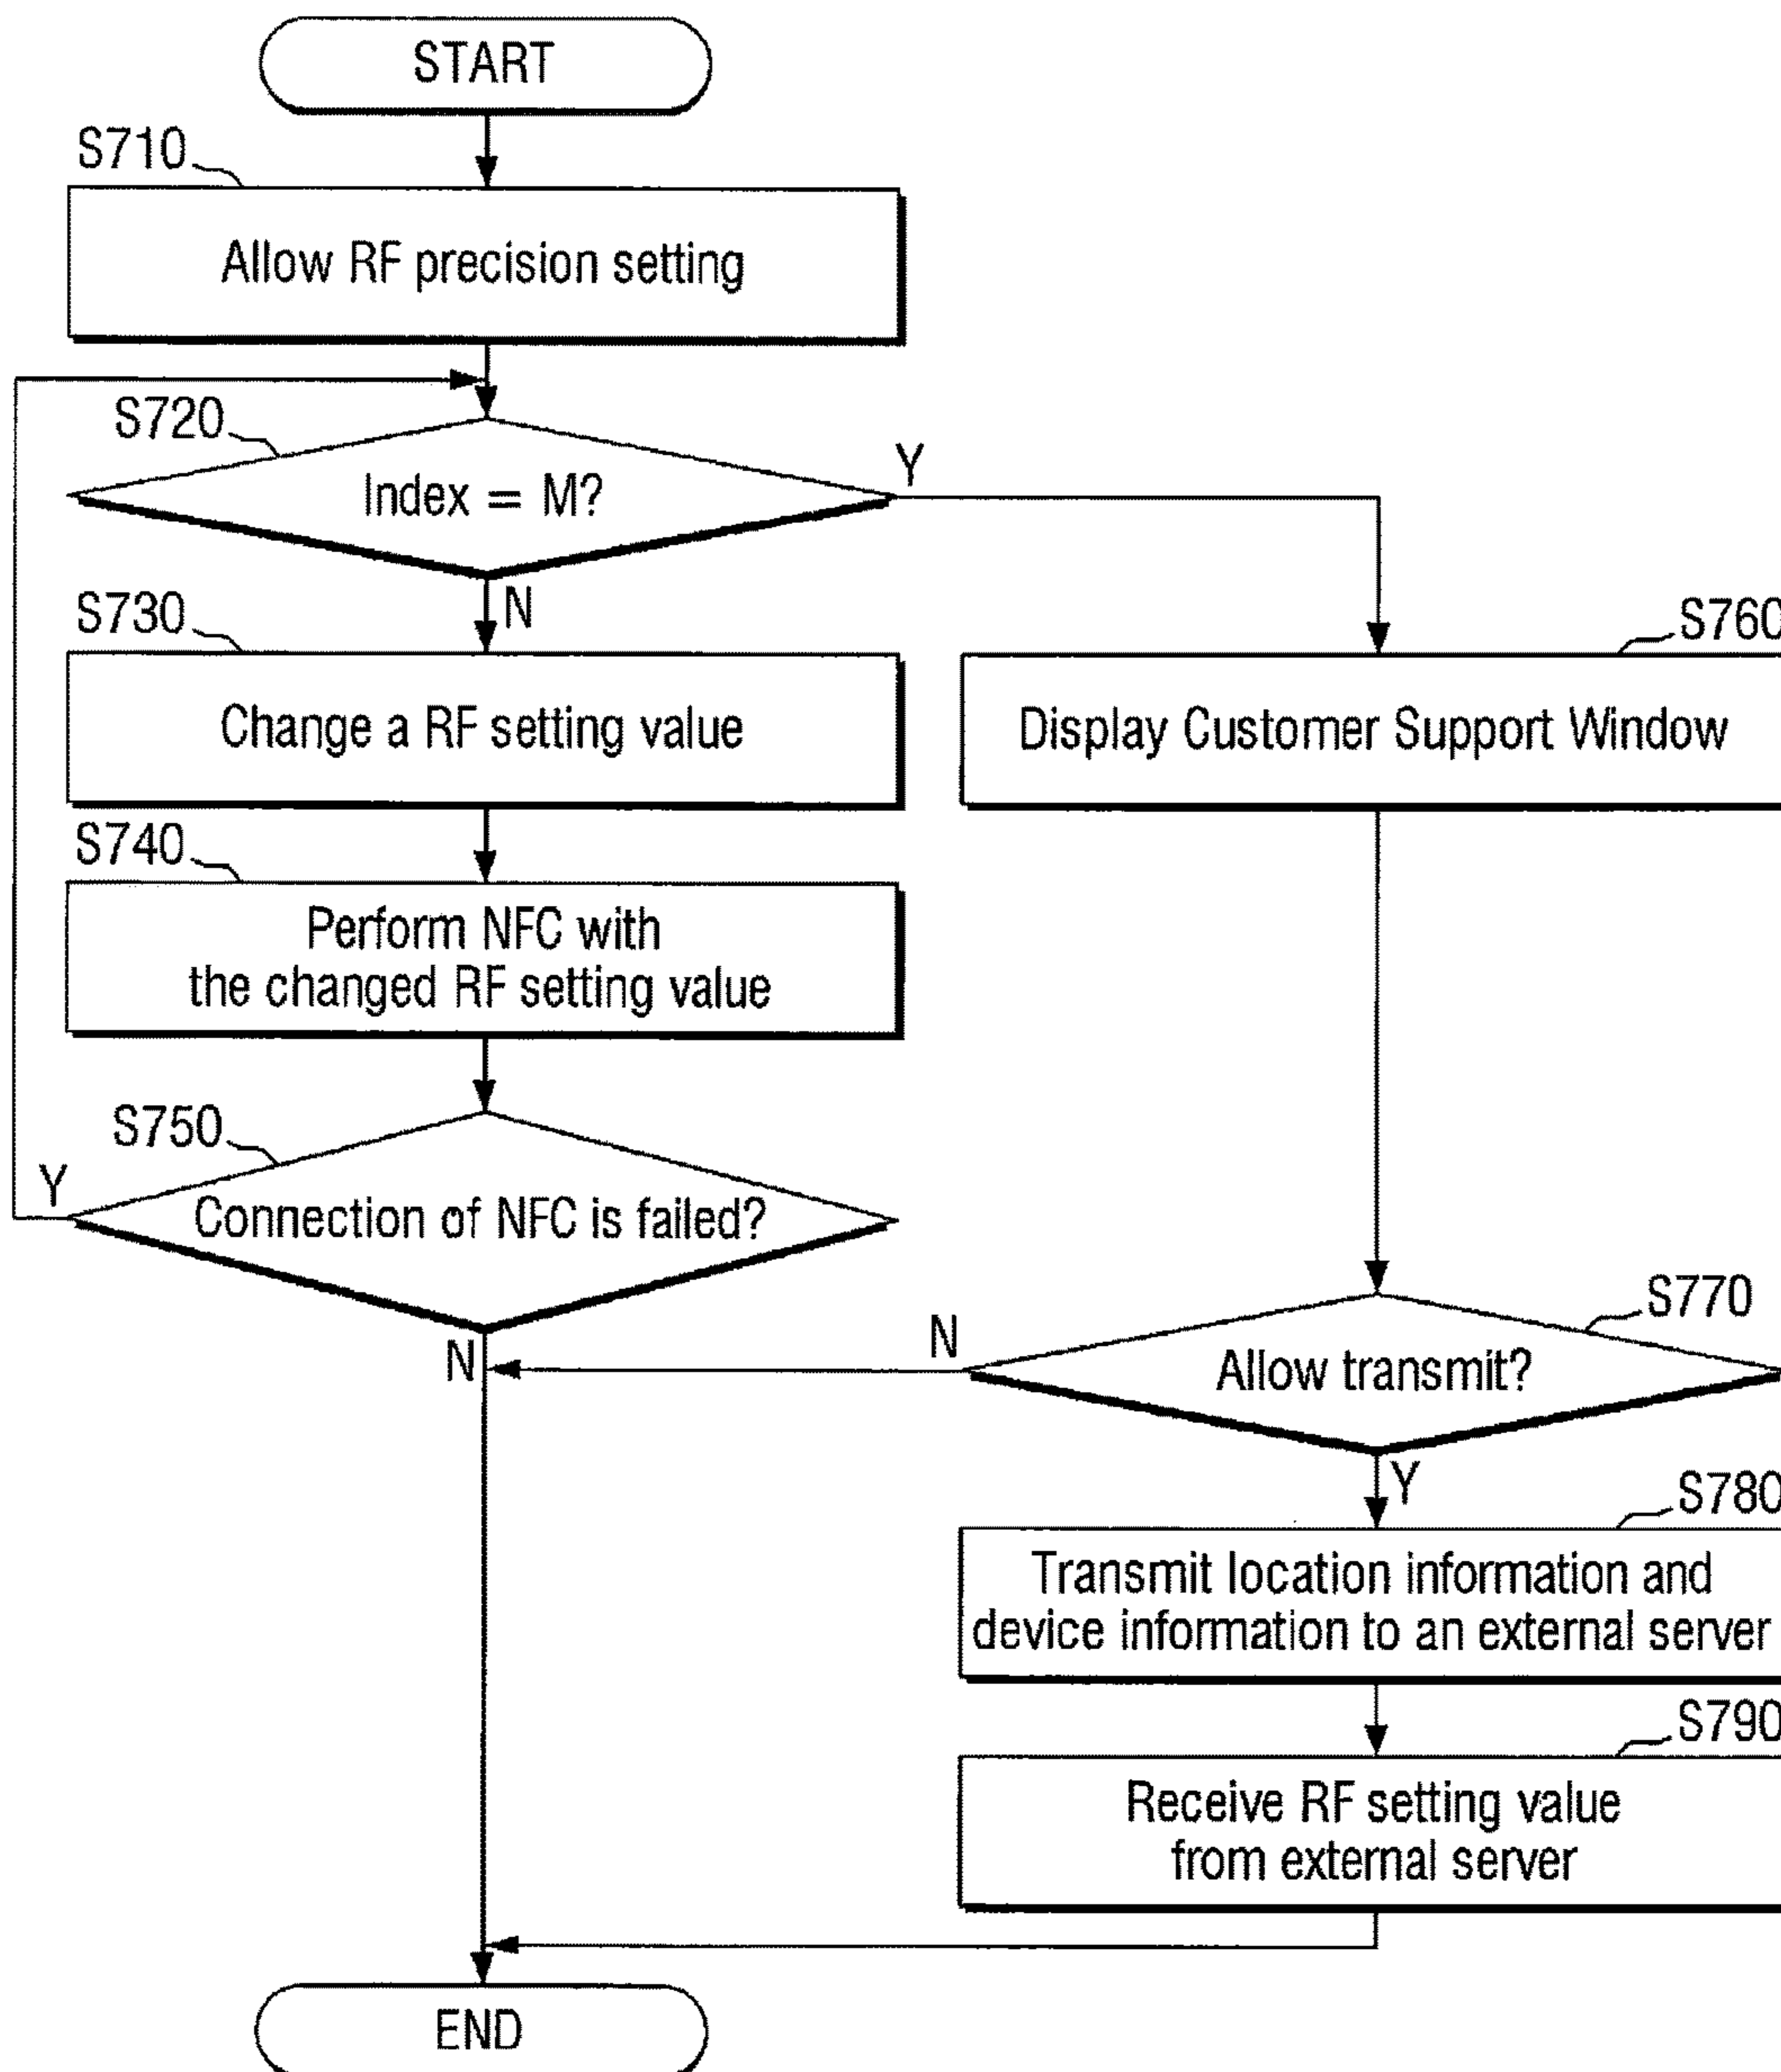 START
S710
Allow RF precision setting
S720
Index = M?
Y
N
S730
Change a RF setting value
S740
Perform NFC with
the changed RF setting value
S750
Y
Connection of NFC is failed?
N
S760
Display Customer Support Window
S770
N
Allow transmit?
Y
S780
Transmit location information and
device information to an external server
S790
Receive RF setting value
from external server
END